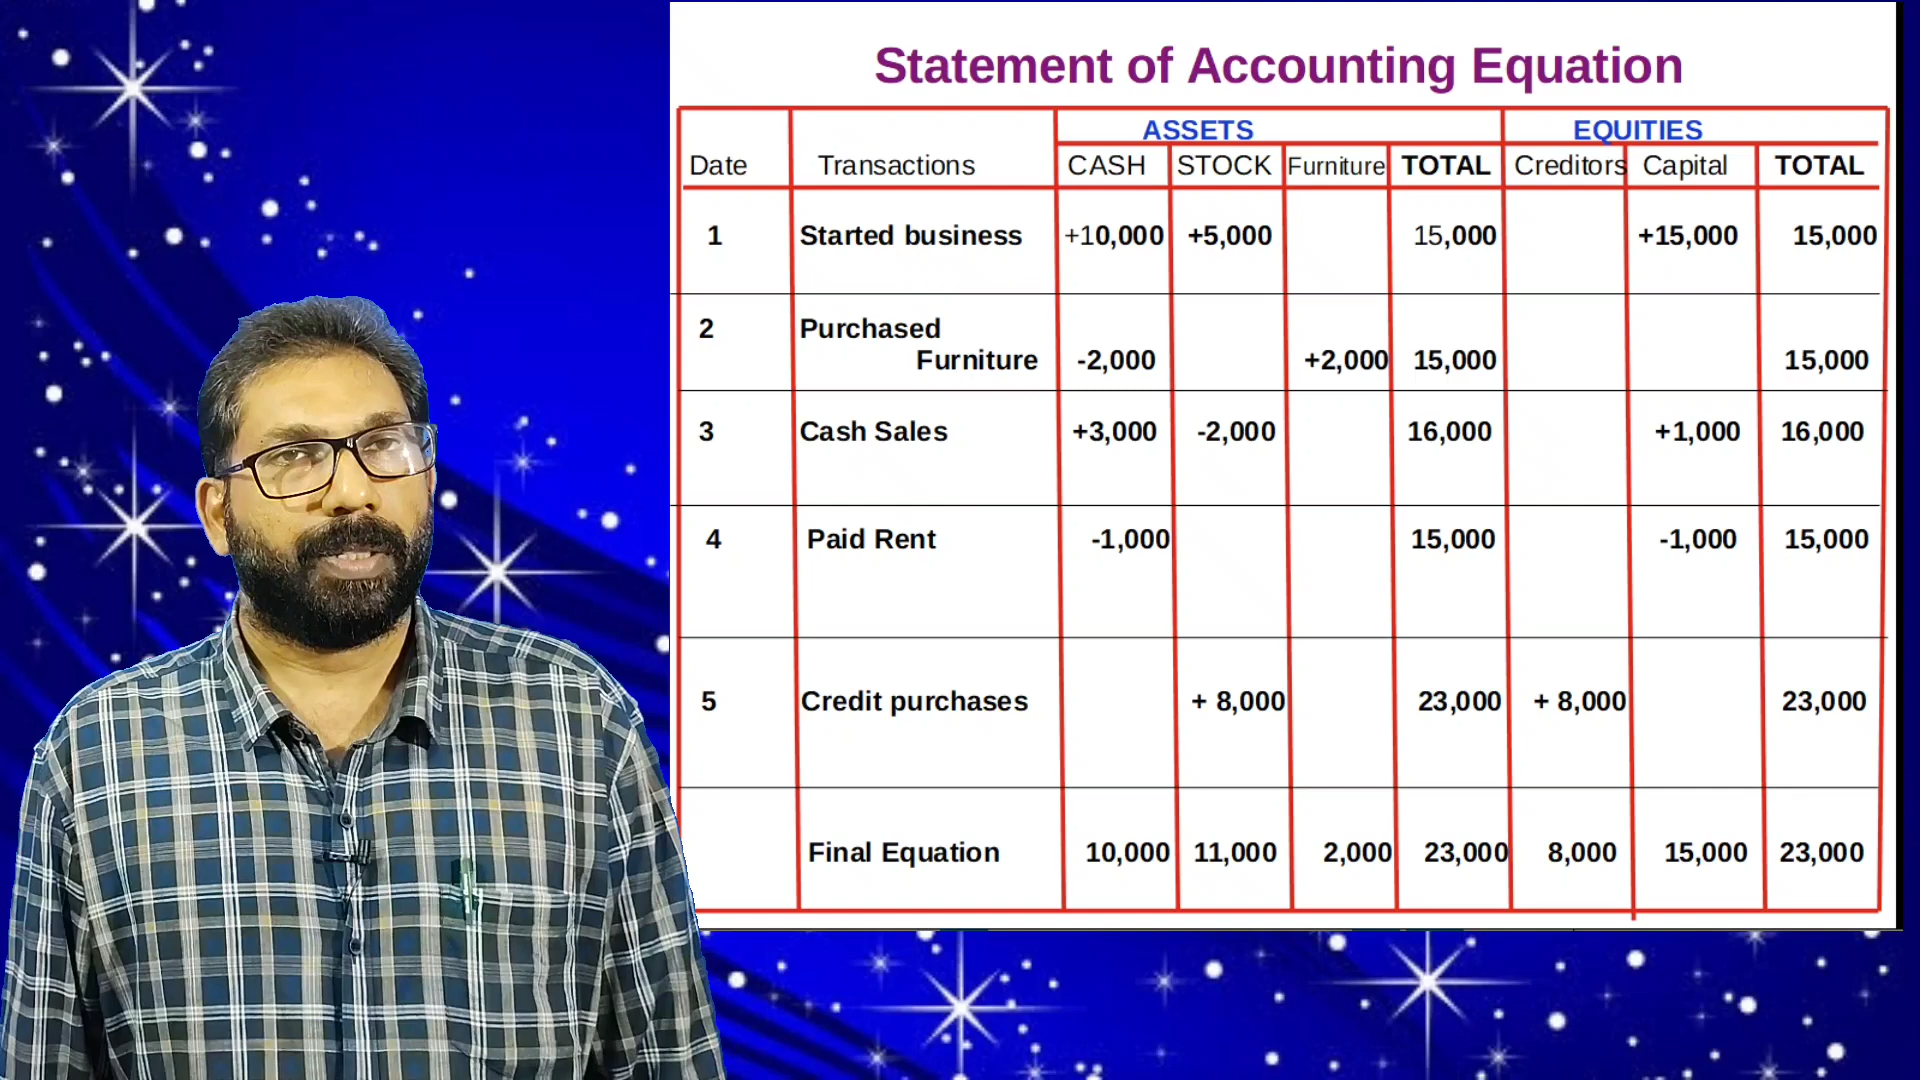 Statement of Accounting Equation
ASSETS EQUITIES
Date Transactions CASH STOCK Furniture TOTAL Creditors Capital TOTAL
1 Started business +10,000 +5,000 15,000 +15,000 15,000
2 Purchased
Furniture -2,000 +2,000 15,000 15,000
3 Cash Sales +3,000 -2,000 16,000 +1,000 16,000
4 Paid Rent -1,000 15,000 -1,000 15,000
5 Credit purchases + 8,000 23,000 + 8,000 23,000
Final Equation 10,000 11,000 2,000 23,000 8,000 15,000 23,000